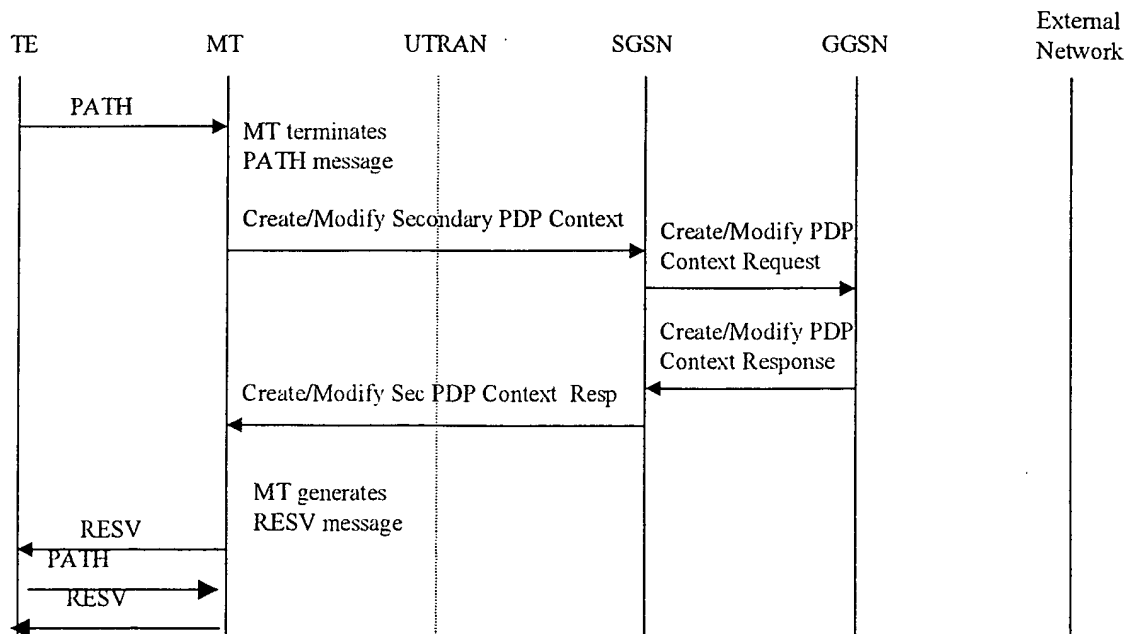 External
TE MT UTRAN SGSN GGSN Network
PATH
MT terminates
PATH message
Create/Modify Secondary PDP Context
Create/Modify PDP
Context Request
Create/Modify PDP
Context Response
Create/Modify Sec PDP Context Resp
MT generates
RESV message
RESV
PATH
RESV